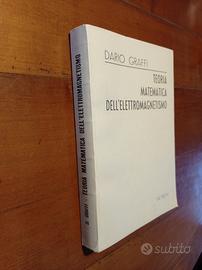 DARIO GRAFFI
TEORIA
MATEMATICA
DELL'ELETTROMAGNETISMO
D. GRAFFI - TEORIA MATEMATICA DELL'ELETTROMAGNETISMO
subito